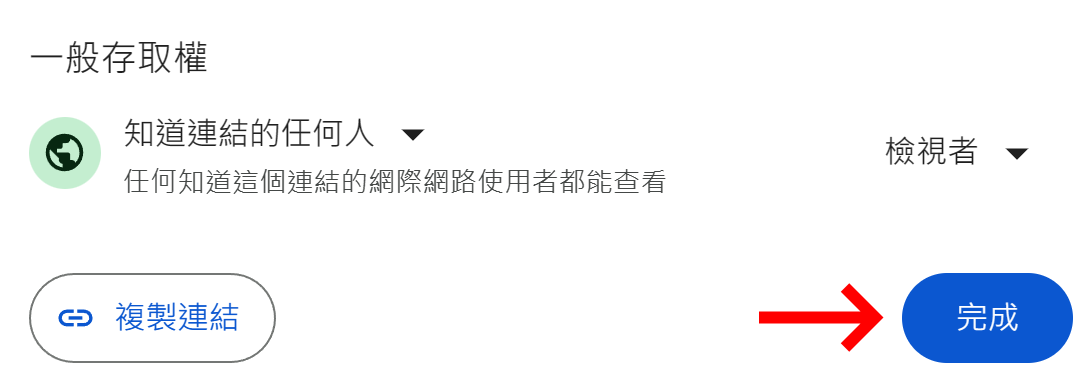 一般存取權
知道連結的任何人
檢視者
任何知道這個連結的網際網路使用者都能查看
複製連結
完成